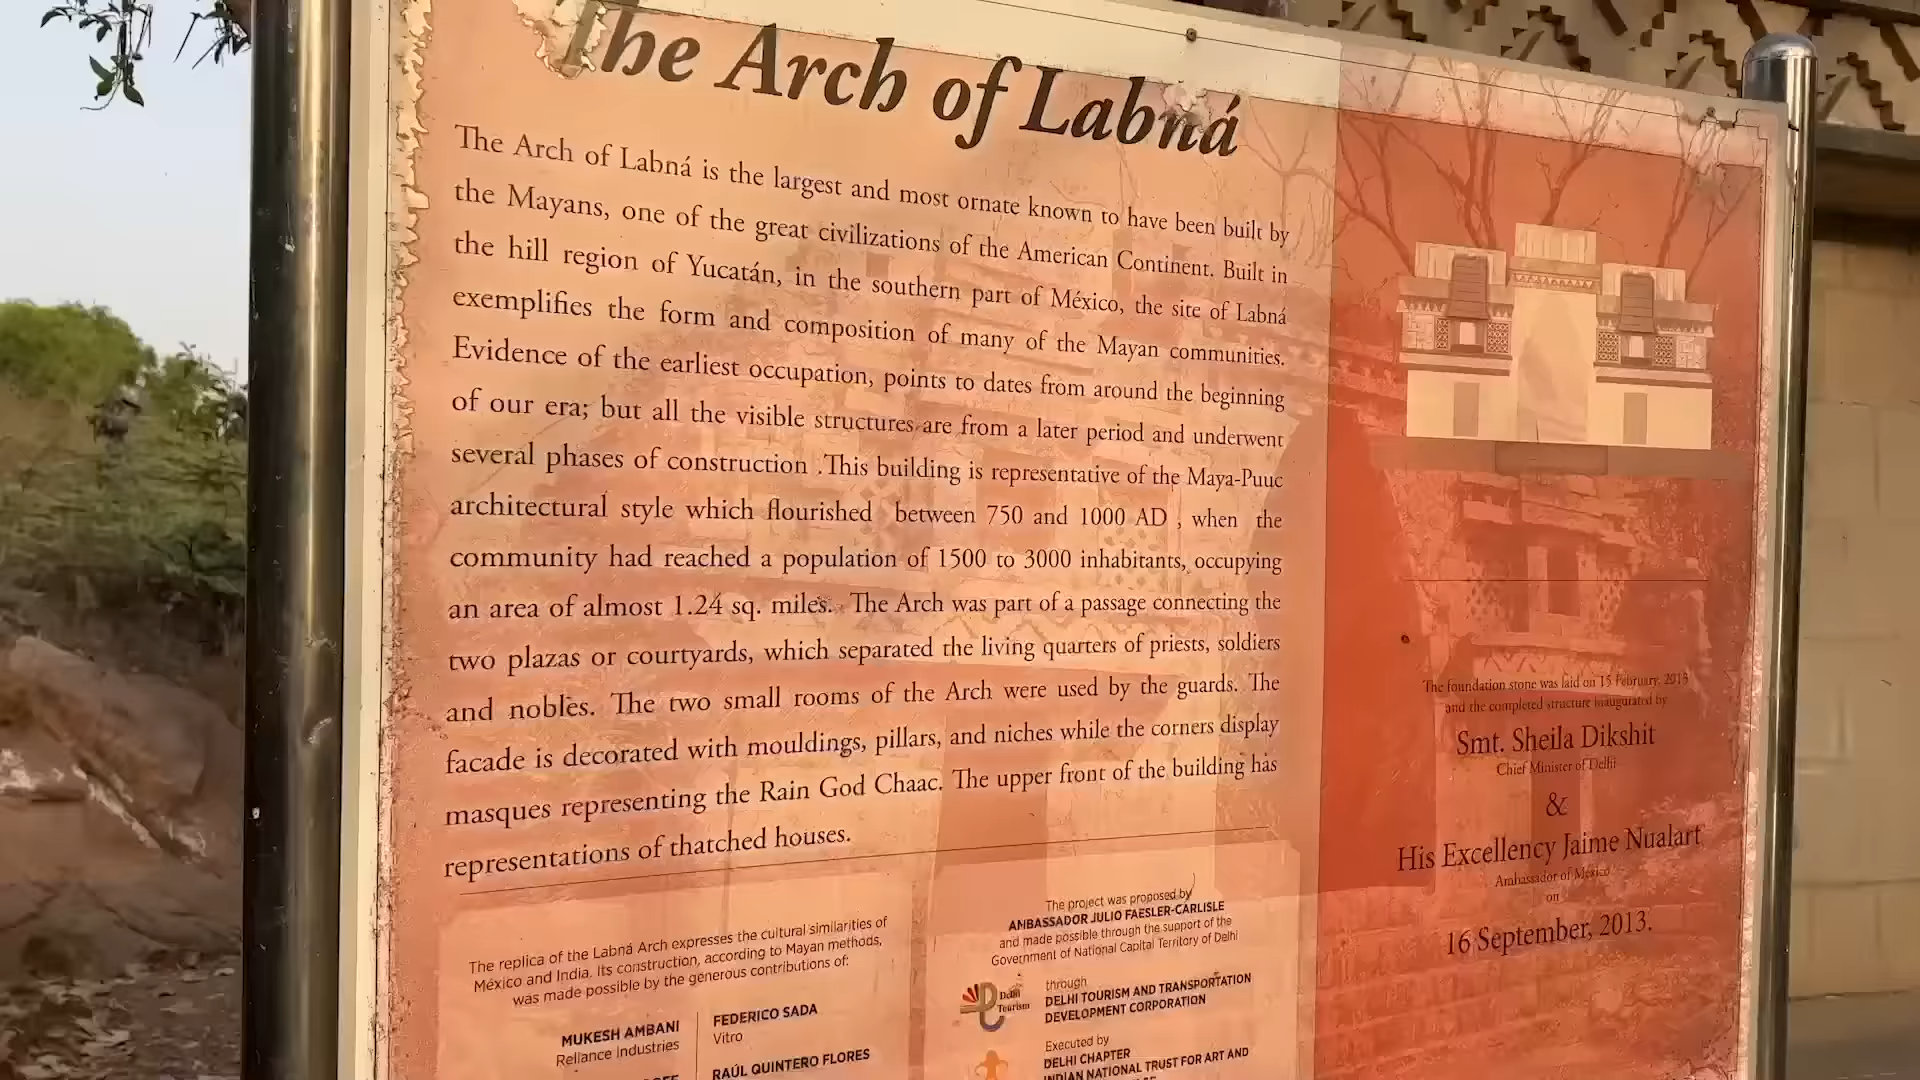 The Arch of Labná
The Arch of Labná is the largest and most ornate known to have been built by
the Mayans, one of the great civilizations of the American Continent. Built in
the hill region of Yucatán, in the southern part of México, the site of Labná
exemplifies the form and composition of many of the Mayan communities.
Evidence of the earliest occupation, points to dates from around the beginning
of our era; but all the visible structures are from a later period and underwent
several phases of construction .This building is representative of the Maya-Puuc
architectural style which flourished between 750 and 1000 AD , when the
community had reached a population of 1500 to 3000 inhabitants, occupying
an area of almost 1.24 sq. miles. The Arch was part of a passage connecting the
two plazas or courtyards, which separated the living quarters of priests, soldiers
and nobles. The two small rooms of the Arch were used by the guards. The
facade is decorated with mouldings, pillars, and niches while the corners display
masques representing the Rain God Chaac. The upper front of the building has
representations of thatched houses.
The replica of the Labná Arch expresses the cultural similarities of
México and India. Its construction, according to Mayan methods,
was made possible by the generous contributions of:
MUKESH AMBANI
Reliance Industries
FEDERICO SADA
Vitro
RAÚL QUINTERO FLORES
The project was proposed by
ANBASSADOR JULIO FAESLER-CARLISLE
and made possible through the support of the
Government of National Capital Territory of Delhi
Delhi
Tourism
through
DELHI TOURISM AND TRANSPORTATION
DEVELOPMENT CORPORATION
Executed by
DELHI CHAPTER
INDIAN NATIONAL TRUST FOR ART AND
The foundation stone was laid on 15 February, 2013
and the completed structure inaugurated by
Smt. Sheila Dikshit
Chief Minister of Delhi
&
His Excellency Jaime Nualart
Ambassador of México
on
16 September, 2013.